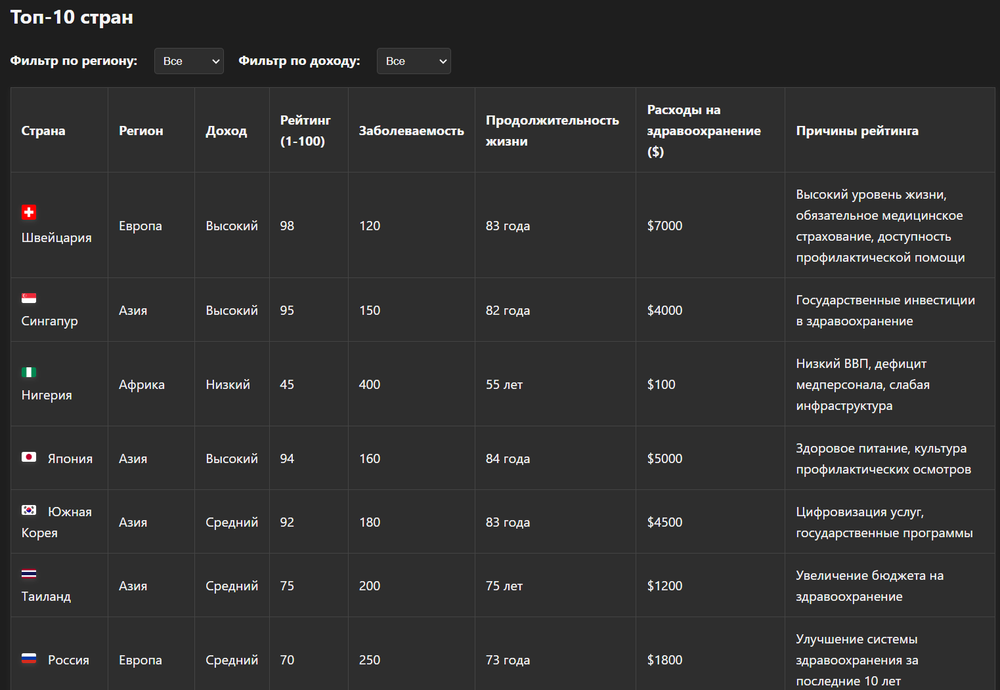 Топ-10 стран
Фильтр по региону: Все Фильтр по доходу: Все
Страна
Регион
Доход
Рейтинг
(1-100)
Заболеваемость
Продолжительность
жизни
Расходы на
здравоохранение
($)
Причины рейтинга
Швейцария
Европа
Высокий
98
120
83 года
$7000
Высокий уровень жизни,
обязательное медицинское
страхование, доступность
профилактической помощи
Сингапур
Азия
Высокий
95
150
82 года
$4000
Государственные инвестиции
в здравоохранение
Нигерия
Африка
Низкий
45
400
55 лет
$100
Низкий ВВП, дефицит
медперсонала, слабая
инфраструктура
Япония
Азия
Высокий
94
160
84 года
$5000
Здоровое питание, культура
профилактических осмотров
Южная
Корея
Азия
Средний
92
180
83 года
$4500
Цифровизация услуг,
государственные программы
Таиланд
Азия
Средний
75
200
75 лет
$1200
Увеличение бюджета на
здравоохранение
Россия
Европа
Средний
70
250
73 года
$1800
Улучшение системы
здравоохранения за
последние 10 лет